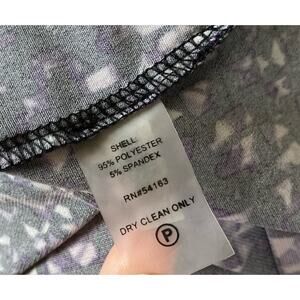 SHELL:
95% POLYESTER
5% SPANDEX
RN#54163
DRY CLEAN ONLY
P